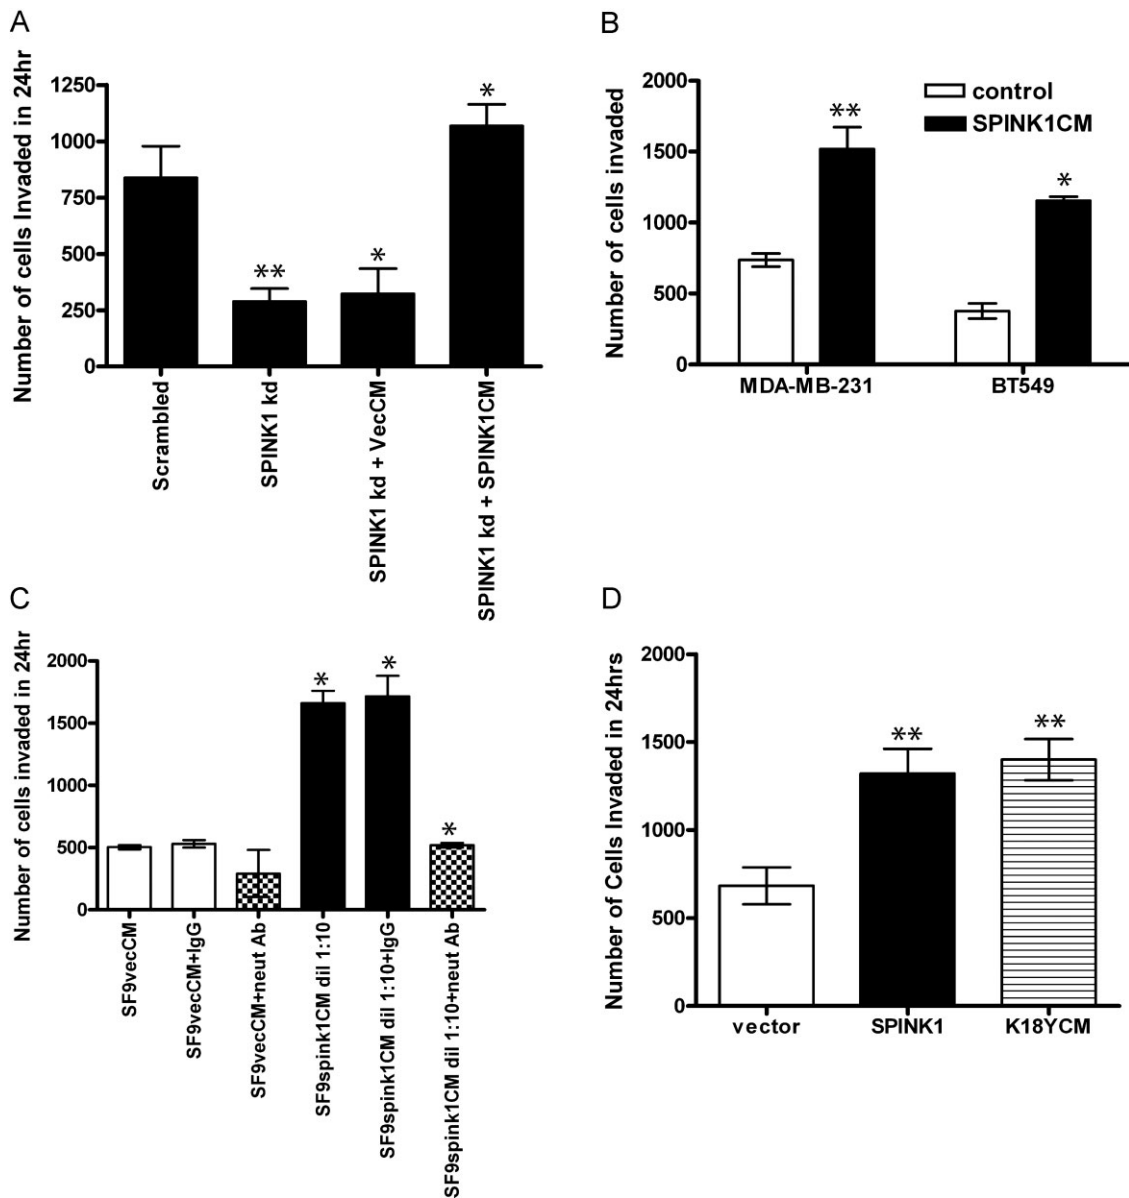 A
Number of cells Invaded in 24hr
1250
1000
750
500
250
0
**
*
*
Scrambled
SPINK1 kd
SPINK1 kd + VecCM
SPINK1 kd + SPINK1CM
B
Number of cells invaded
2000
1500
1000
500
0
**
*
control
SPINK1CM
MDA-MB-231
BT549
C
Number of cells invaded in 24hr
2000
1500
1000
500
0
*
*
*
SF9vecCM
SF9vecCM+IgG
SF9vecCM+neut Ab
SF9spink1CM dil 1:10
SF9spink1CM dil 1:10+IgG
SF9spink1CM dil 1:10+neut Ab
D
Number of Cells Invaded in 24hrs
2000
1500
1000
500
0
**
**
vector
SPINK1
K18YCM